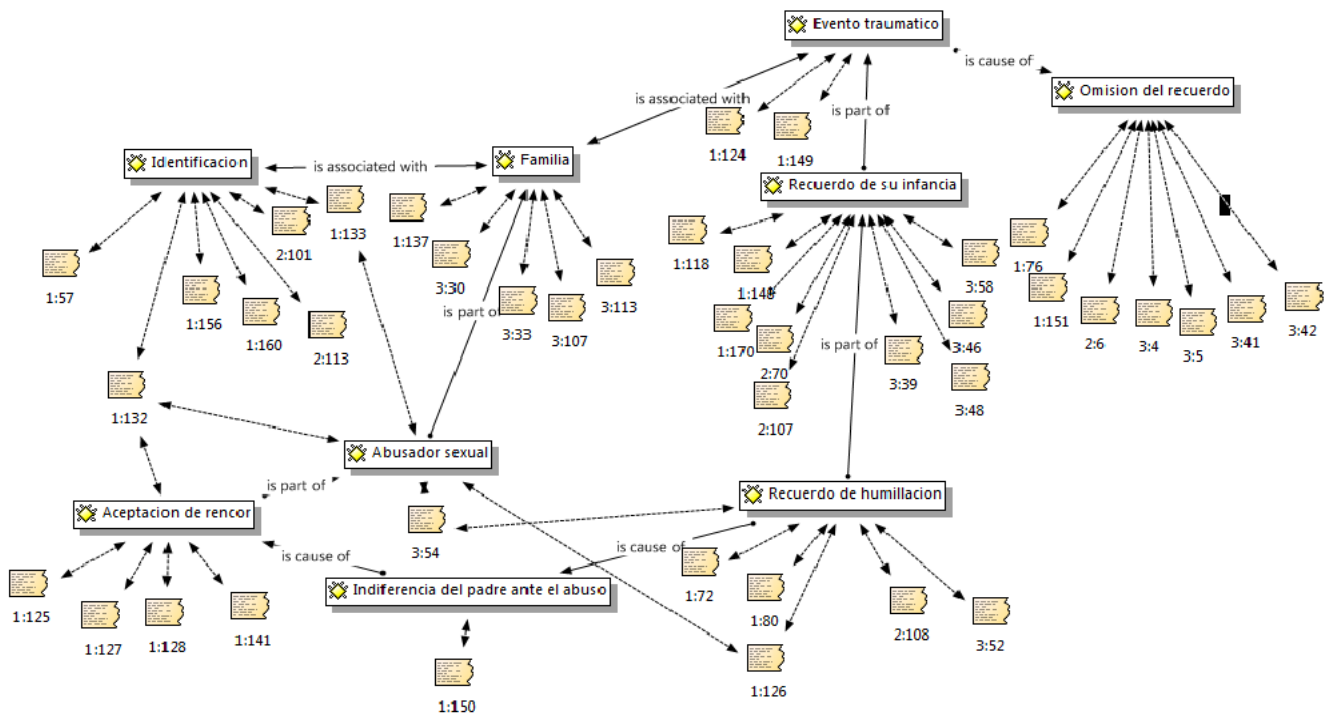 Evento traumatico
is cause of
Omision del recuerdo
is associated with
1:124
1:149
is part of
Identificacion
is associated with
Familia
Recuerdo de su infancia
1:57
2:101
1:133
1:156
1:160
2:113
1:132
1:137
3:30
is part of
3:33
3:107
3:113
1:118
1:148
1:170
2:70
2:107
is part of
3:39
3:58
3:46
3:48
1:76
1:151
2:6
3:4
3:5
3:41
3:42
Abusador sexual
is part of
Aceptacion de rencor
3:54
Recuerdo de humillacion
is cause of
is cause of
Indiferencia del padre ante el abuso
1:125
1:127
1:128
1:141
1:150
1:72
1:80
1:126
2:108
3:52